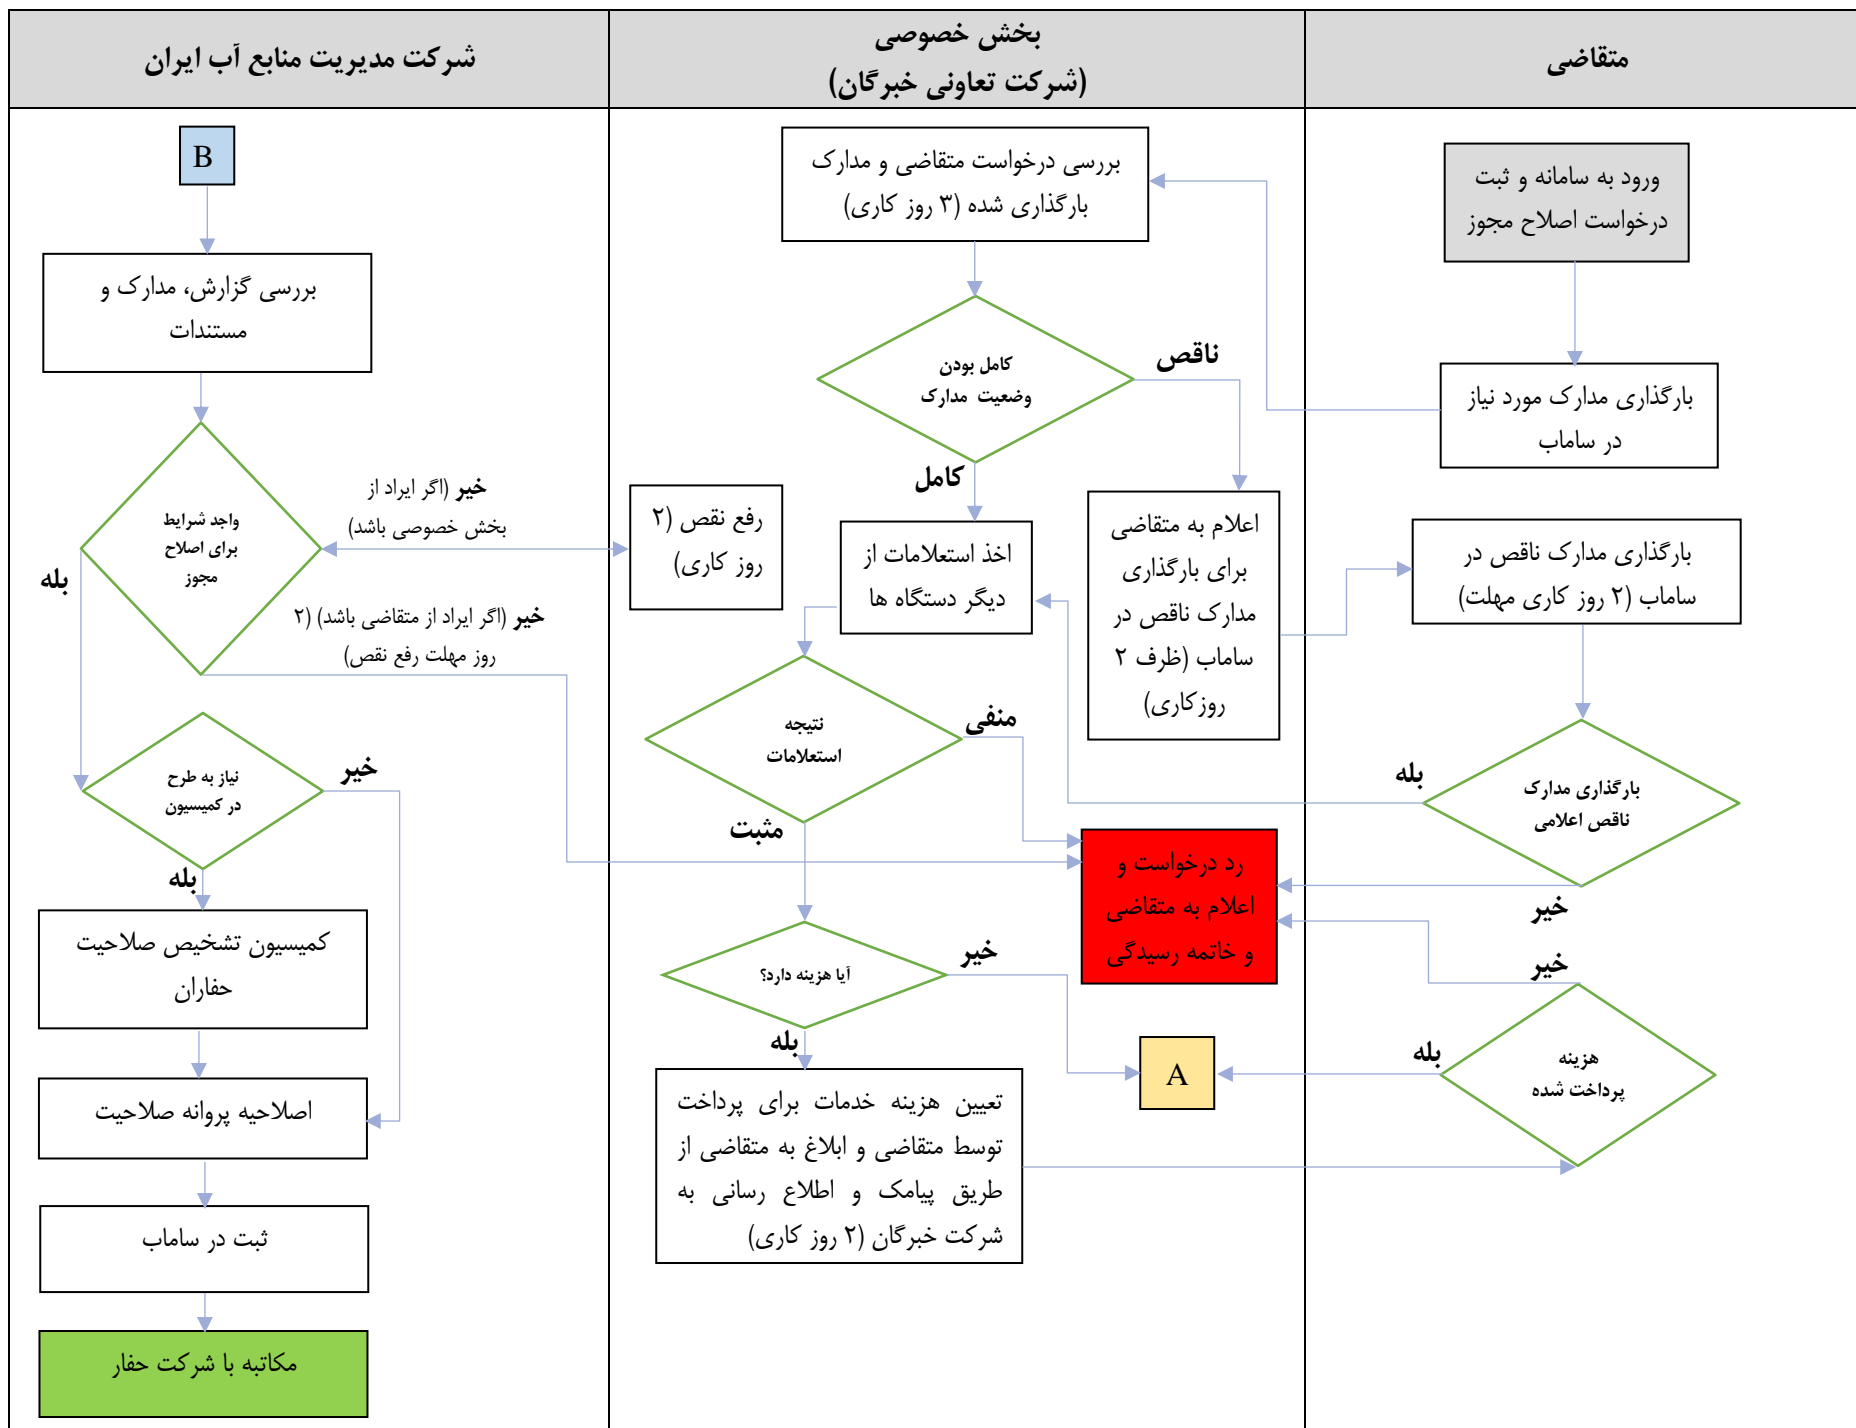 متقاضی
بخش خصوصی
(شرکت تعاونی خبرگان)
شرکت مدیریت منابع آب ایران
ورود به سامانه و ثبت
درخواست اصلاح مجوز
بارگذاری مدارک مورد نیاز
در ساماب
بارگذاری مدارک ناقص در
ساماب (۲ روز کاری مهلت)
بارگذاری مدارک
ناقص اعلامی
بله
خیر
خیر
هزینه
پرداخت شده
بله
بررسی درخواست متقاضی و مدارک
بارگذاری شده (۳ روز کاری)
کامل بودن
وضعیت مدارک
ناقص
کامل
اعلام به متقاضی
برای بارگذاری
مدارک ناقص در
ساماب (ظرف ۲
روزکاری)
اخذ استعلامات از
دیگر دستگاه ها
رفع نقص (۲
روز کاری)
نتیجه
استعلامات
منفی
مثبت
رد درخواست و
اعلام به متقاضی
و خاتمه رسیدگی
آیا هزینه دارد؟
خیر
بله
A
تعیین هزینه خدمات برای پرداخت
توسط متقاضی و ابلاغ به متقاضی از
طریق پیامک و اطلاع رسانی به
شرکت خبرگان (۲ روز کاری)
B
بررسی گزارش، مدارک و
مستندات
واجد شرایط
برای اصلاح
مجوز
خیر (اگر ایراد از
بخش خصوصی باشد)
بله
خیر (اگر ایراد از متقاضی باشد) (۲
روز مهلت رفع نقص)
نیاز به طرح
در کمیسیون
خیر
بله
کمیسیون تشخیص صلاحیت
حفاران
اصلاحیه پروانه صلاحیت
ثبت در ساماب
مکاتبه با شرکت حفار